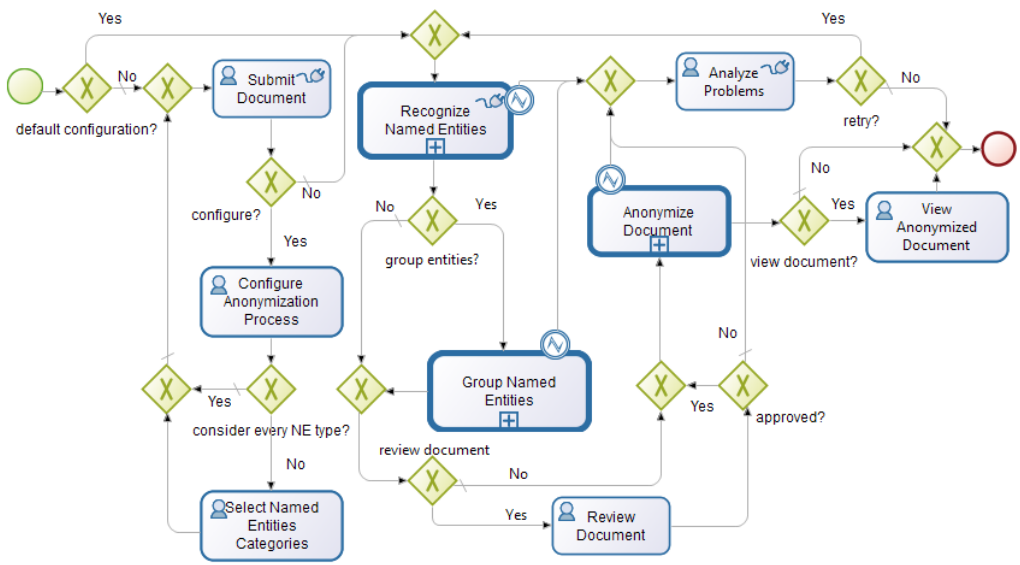 Yes
Yes
No
No
Submit
Document
Analyze
Problems
default configuration?
Recognize
Named Entities
retry?
No
No
configure?
No
Yes
Yes
Anonymize
Document
View
Anonymized
Document
group entities?
view document?
Yes
Configure
Anonymization
Process
No
Group Named
Entities
Yes
Yes
consider every NE type?
approved?
review document
No
No
Select Named
Entities
Categories
Yes
Review
Document